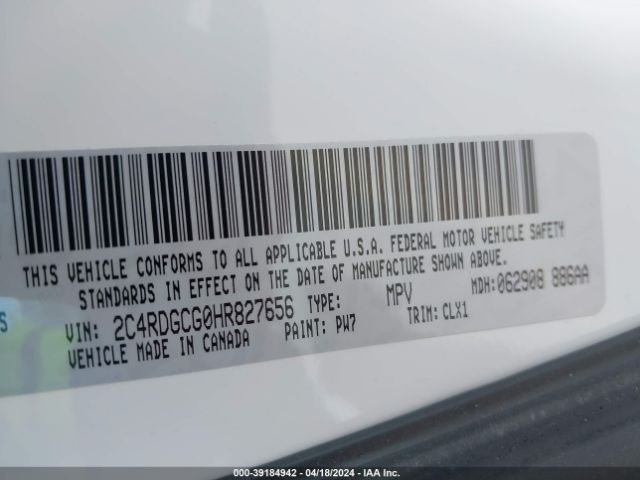 THIS VEHICLE CONFORMS TO ALL APPLICABLE U.S.A. FEDERAL MOTOR VEHICLE SAFETY
STANDARDS IN EFFECT ON THE DATE OF MANUFACTURE SHOWN ABOVE.
VIN: 2C4RDGCG0HR827656 TYPE: MPV MDH:062908 886AA
VEHICLE MADE IN CANADA PAINT: PW7 TRIM:CLX1
000-39184942 / 04/18/2024 / IAA Inc.